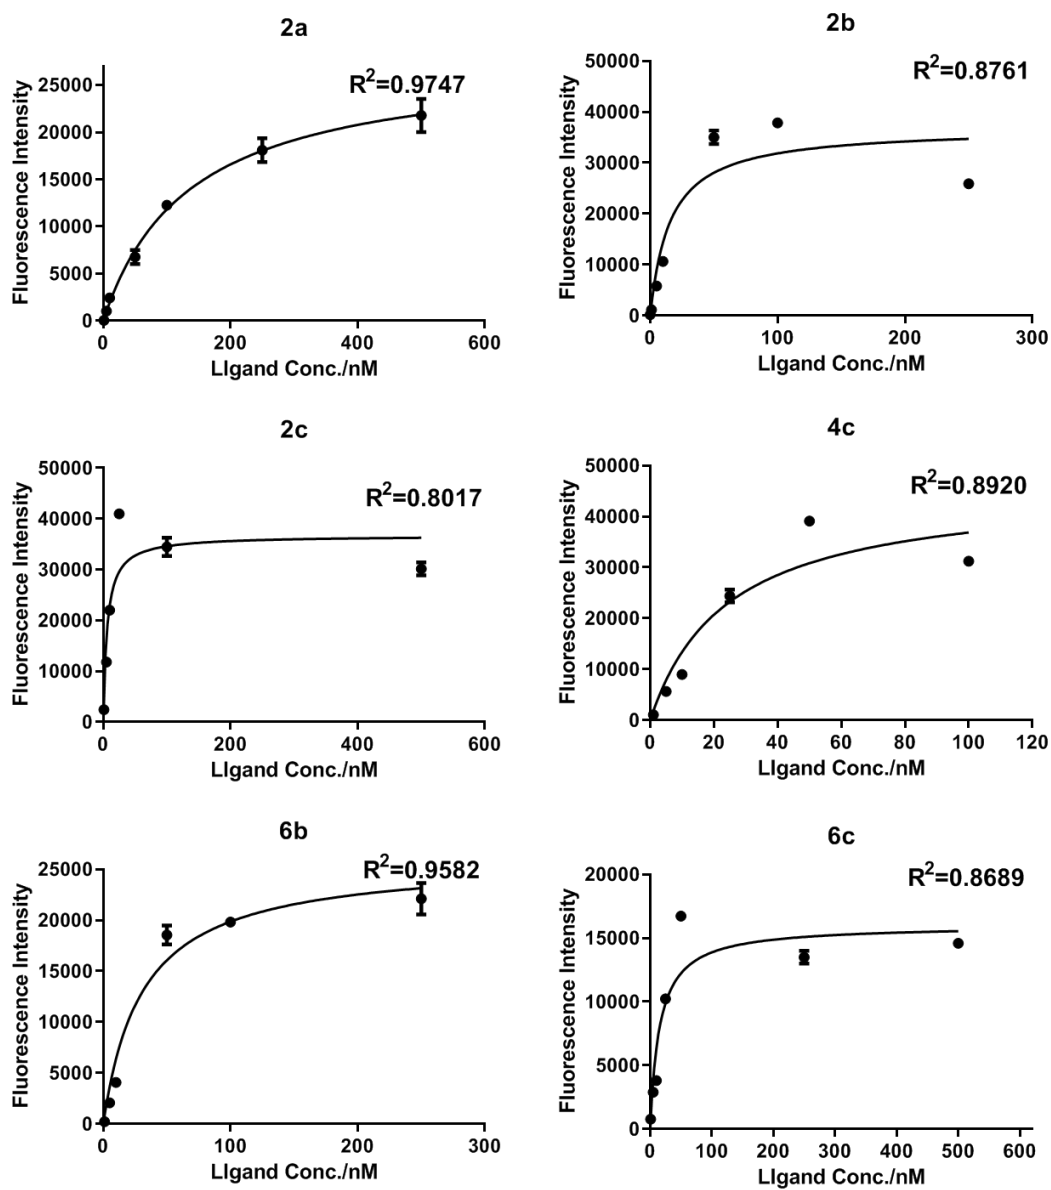 2a
R²=0.9747
Fluorescence Intensity
25000
20000
15000
10000
5000
0
0 200 400 600
LIgand Conc./nM
2b
R²=0.8761
Fluorescence Intensity
50000
40000
30000
20000
10000
0
0 100 200 300
LIgand Conc./nM
2c
R²=0.8017
Fluorescence Intensity
50000
40000
30000
20000
10000
0
0 200 400 600
LIgand Conc./nM
4c
R²=0.8920
Fluorescence Intensity
50000
40000
30000
20000
10000
0
0 20 40 60 80 100 120
LIgand Conc./nM
6b
R²=0.9582
Fluorescence Intensity
25000
20000
15000
10000
5000
0
0 100 200 300
LIgand Conc./nM
6c
R²=0.8689
Fluorescence Intensity
20000
15000
10000
5000
0
0 100 200 300 400 500 600
LIgand Conc./nM